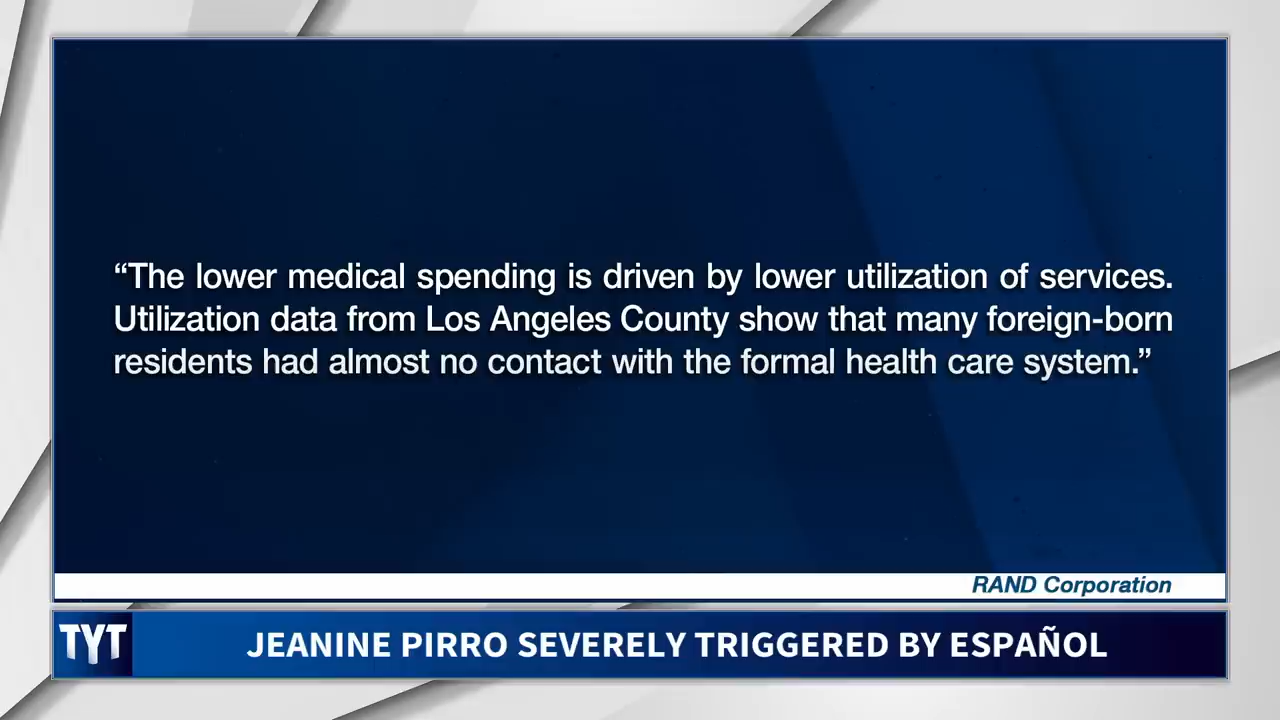 “The lower medical spending is driven by lower utilization of services.
Utilization data from Los Angeles County show that many foreign-born
residents had almost no contact with the formal health care system.”
RAND Corporation
TYT
JEANINE PIRRO SEVERELY TRIGGERED BY ESPAÑOL